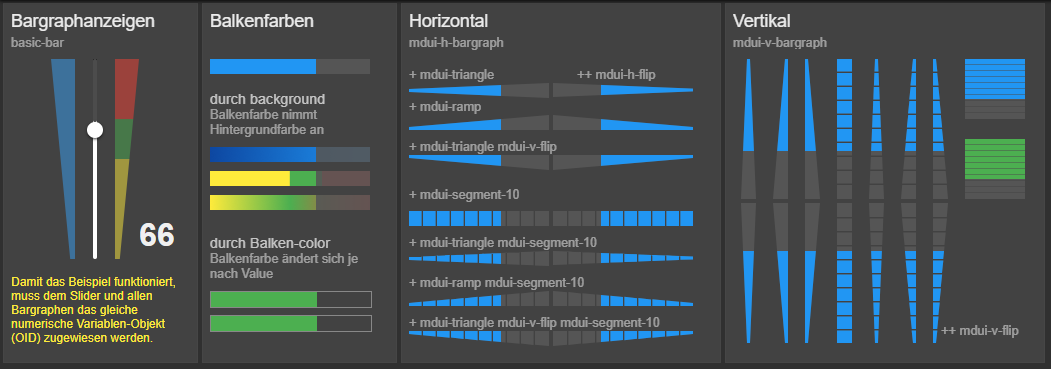 Bargraphanzeigen
basic-bar
66
Damit das Beispiel funktioniert,
muss dem Slider und allen
Bargraphen das gleiche
numerische Variablen-Objekt
(OID) zugewiesen werden.
Balkenfarben
durch background
Balkenfarbe nimmt
Hintergrundfarbe an
durch Balken-color
Balkenfarbe ändert sich je
nach Value
Horizontal
mdui-h-bargraph
+ mdui-triangle
++ mdui-h-flip
+ mdui-ramp
+ mdui-triangle mdui-v-flip
+ mdui-segment-10
+ mdui-triangle mdui-segment-10
+ mdui-ramp mdui-segment-10
+ mdui-triangle mdui-v-flip mdui-segment-10
Vertikal
mdui-v-bargraph
++ mdui-v-flip